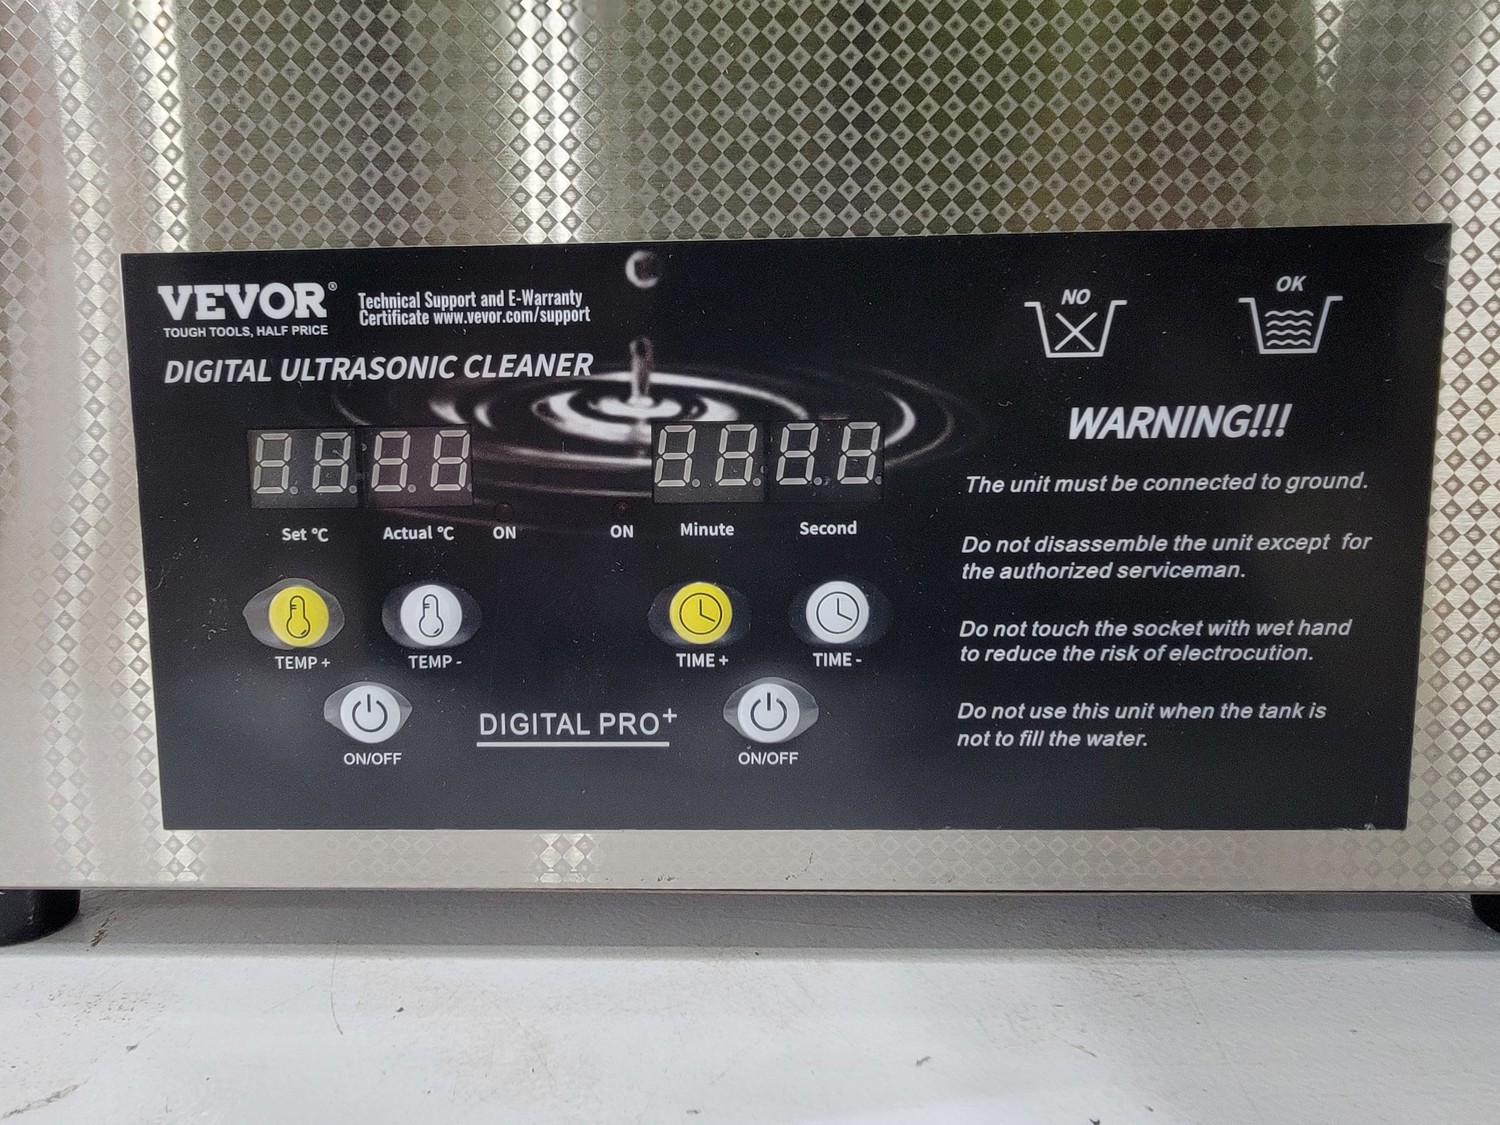 VEVOR®
TOUGH TOOLS, HALF PRICE
Technical Support and E-Warranty
Certificate www.vevor.com/support
DIGITAL ULTRASONIC CLEANER
Set °C
Actual °C
ON
ON
Minute
Second
TEMP +
TEMP -
TIME +
TIME -
ON/OFF
DIGITAL PRO+
ON/OFF
NO
OK
WARNING!!!
The unit must be connected to ground.
Do not disassemble the unit except for
the authorized serviceman.
Do not touch the socket with wet hand
to reduce the risk of electrocution.
Do not use this unit when the tank is
not to fill the water.